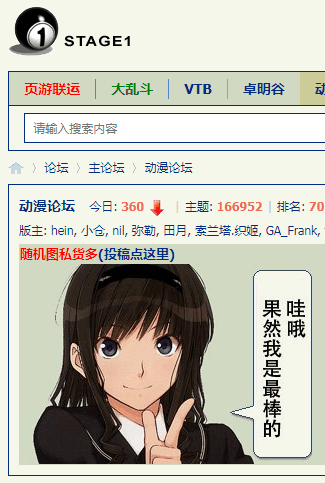 1
STAGE1
页游联运 大乱斗 VTB 卓明谷 动
请输入搜索内容
论坛 主论坛 动漫论坛
动漫论坛 今日: 360 主题: 166952 排名: 70
版主: hein, 小仓, nil, 弥勒, 田月, 索兰塔.织姬, GA_Frank,
随机图私货多(投稿点这里)
哇哦
果然我是最棒的